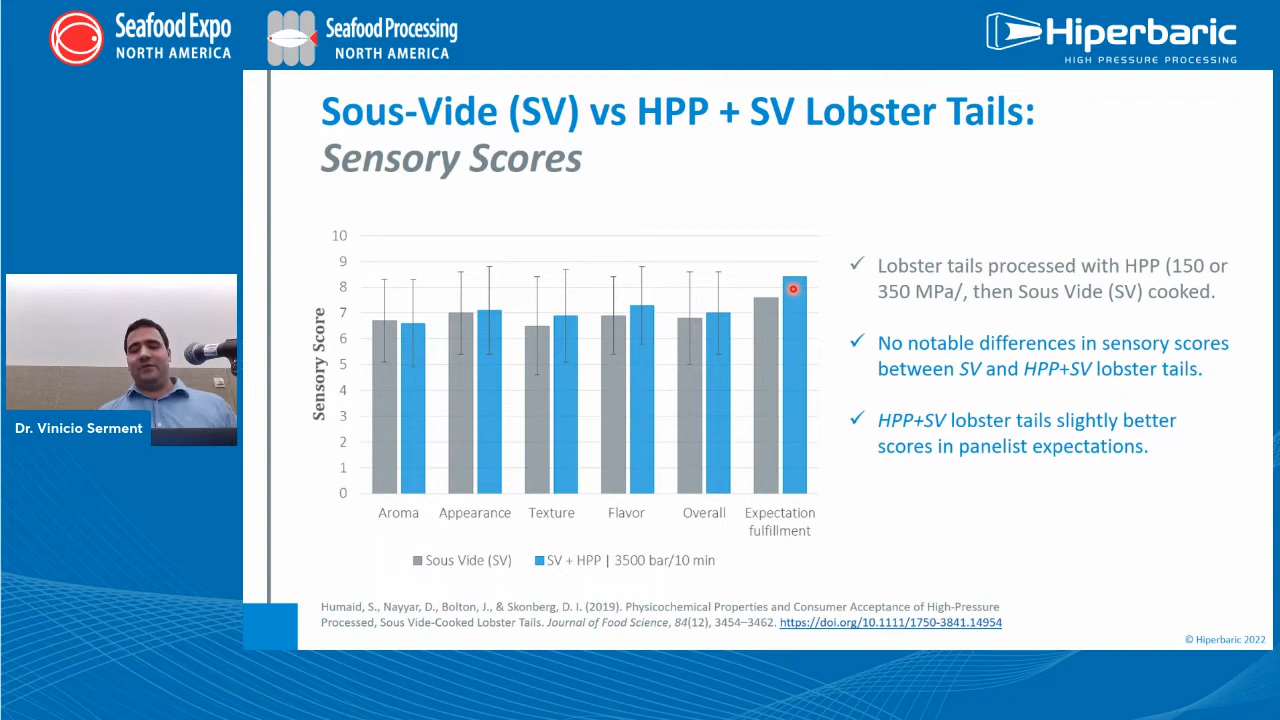 Seafood Expo
NORTH AMERICA
Seafood Processing
NORTH AMERICA
Hiperbaric
HIGH PRESSURE PROCESSING
Sous-Vide (SV) vs HPP + SV Lobster Tails:
Sensory Scores
Sensory Score
10
9
8
7
6
5
4
3
2
1
0
Aroma
Appearance
Texture
Flavor
Overall
Expectation
fulfillment
Sous Vide (SV)
SV + HPP | 3500 bar/10 min
✓ Lobster tails processed with HPP (150 or
350 MPa/, then Sous Vide (SV) cooked.
✓ No notable differences in sensory scores
between SV and HPP+SV lobster tails.
✓ HPP+SV lobster tails slightly better
scores in panelist expectations.
Dr. Vinicio Serment
Humaid, S., Nayyar, D., Bolton, J., & Skonberg, D. I. (2019). Physicochemical Properties and Consumer Acceptance of High-Pressure
Processed, Sous Vide-Cooked Lobster Tails. Journal of Food Science, 84(12), 3454–3462. https://doi.org/10.1111/1750-3841.14954
© Hiperbaric 2022